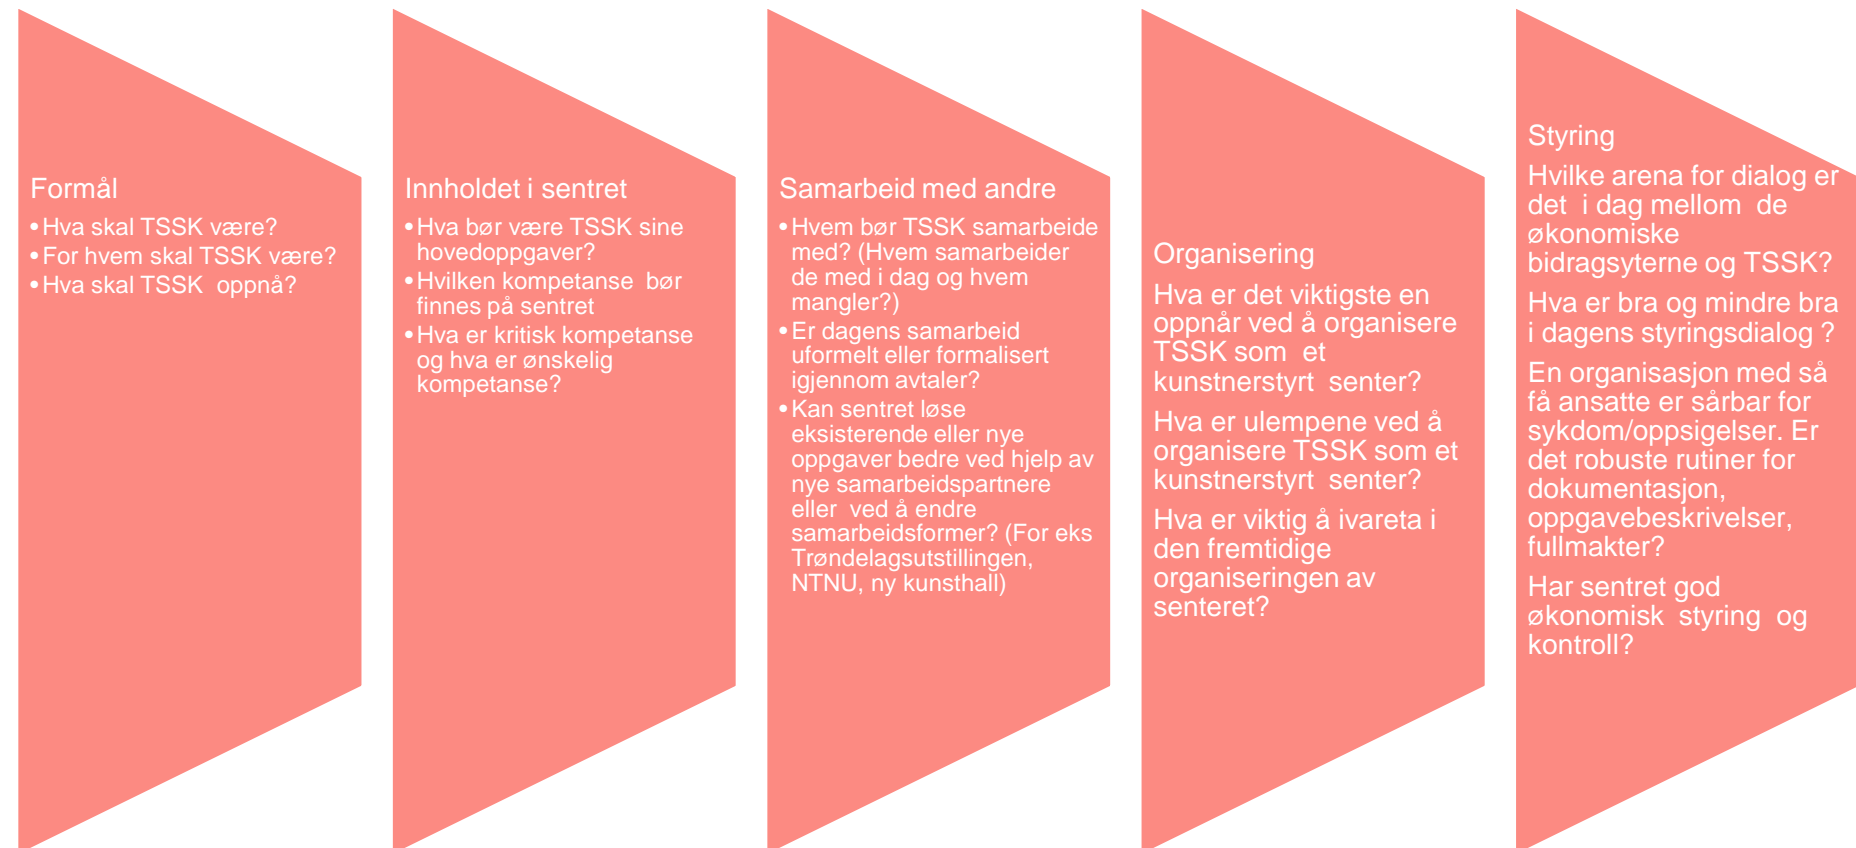 Formål
•Hva skal TSSK være?
•For hvem skal TSSK være?
•Hva skal TSSK oppnå?
Innholdet i sentret
•Hva bør være TSSK sine
hovedoppgaver?
•Hvilken kompetanse bør
finnes på sentret
•Hva er kritisk kompetanse
og hva er ønskelig
kompetanse?
Samarbeid med andre
•Hvem bør TSSK samarbeide
med? (Hvem samarbeider
de med i dag og hvem
mangler?)
•Er dagens samarbeid
uformelt eller formalisert
igjennom avtaler?
•Kan sentret løse
eksisterende eller nye
oppgaver bedre ved hjelp av
nye samarbeidspartnere
eller ved å endre
samarbeidsformer? (For eks
Trøndelagsutstillingen,
NTNU, ny kunsthall)
Organisering
Hva er det viktigste en
oppnår ved å organisere
TSSK som et
kunstnerstyrt senter?
Hva er ulempene ved å
organisere TSSK som et
kunstnerstyrt senter?
Hva er viktig å ivareta i
den fremtidige
organiseringen av
senteret?
Styring
Hvilke arena for dialog er
det i dag mellom de
økonomiske
bidragsyterne og TSSK?
Hva er bra og mindre bra
i dagens styringsdialog ?
En organisasjon med så
få ansatte er sårbar for
sykdom/oppsigelser. Er
det robuste rutiner for
dokumentasjon,
oppgavebeskrivelser,
fullmakter?
Har sentret god
økonomisk styring og
kontroll?